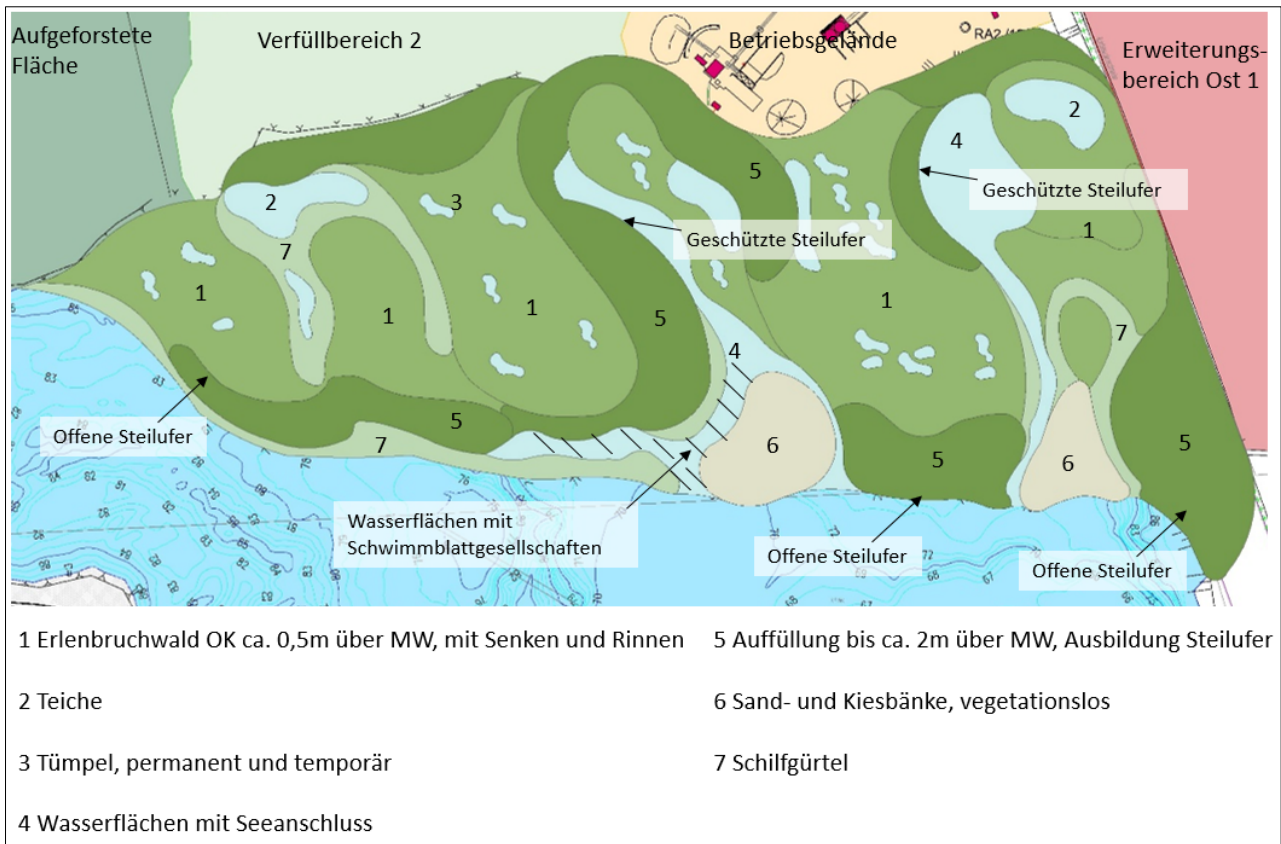 Aufgeforstete
Fläche
Verfüllbereich 2
Betriebsgelände
Erweiterungs-
bereich Ost 1
2
4
5
Geschützte Steilufer
2
3
7
Geschützte Steilufer
1
1
1
1
1
5
7
4
5
7
5
6
5
6
5
Offene Steilufer
Wasserflächen mit
Schwimmblattgesellschaften
Offene Steilufer
Offene Steilufer
1 Erlenbruchwald OK ca. 0,5m über MW, mit Senken und Rinnen
2 Teiche
3 Tümpel, permanent und temporär
4 Wasserflächen mit Seeanschluss
5 Auffüllung bis ca. 2m über MW, Ausbildung Steilufer
6 Sand- und Kiesbänke, vegetationslos
7 Schilfgürtel